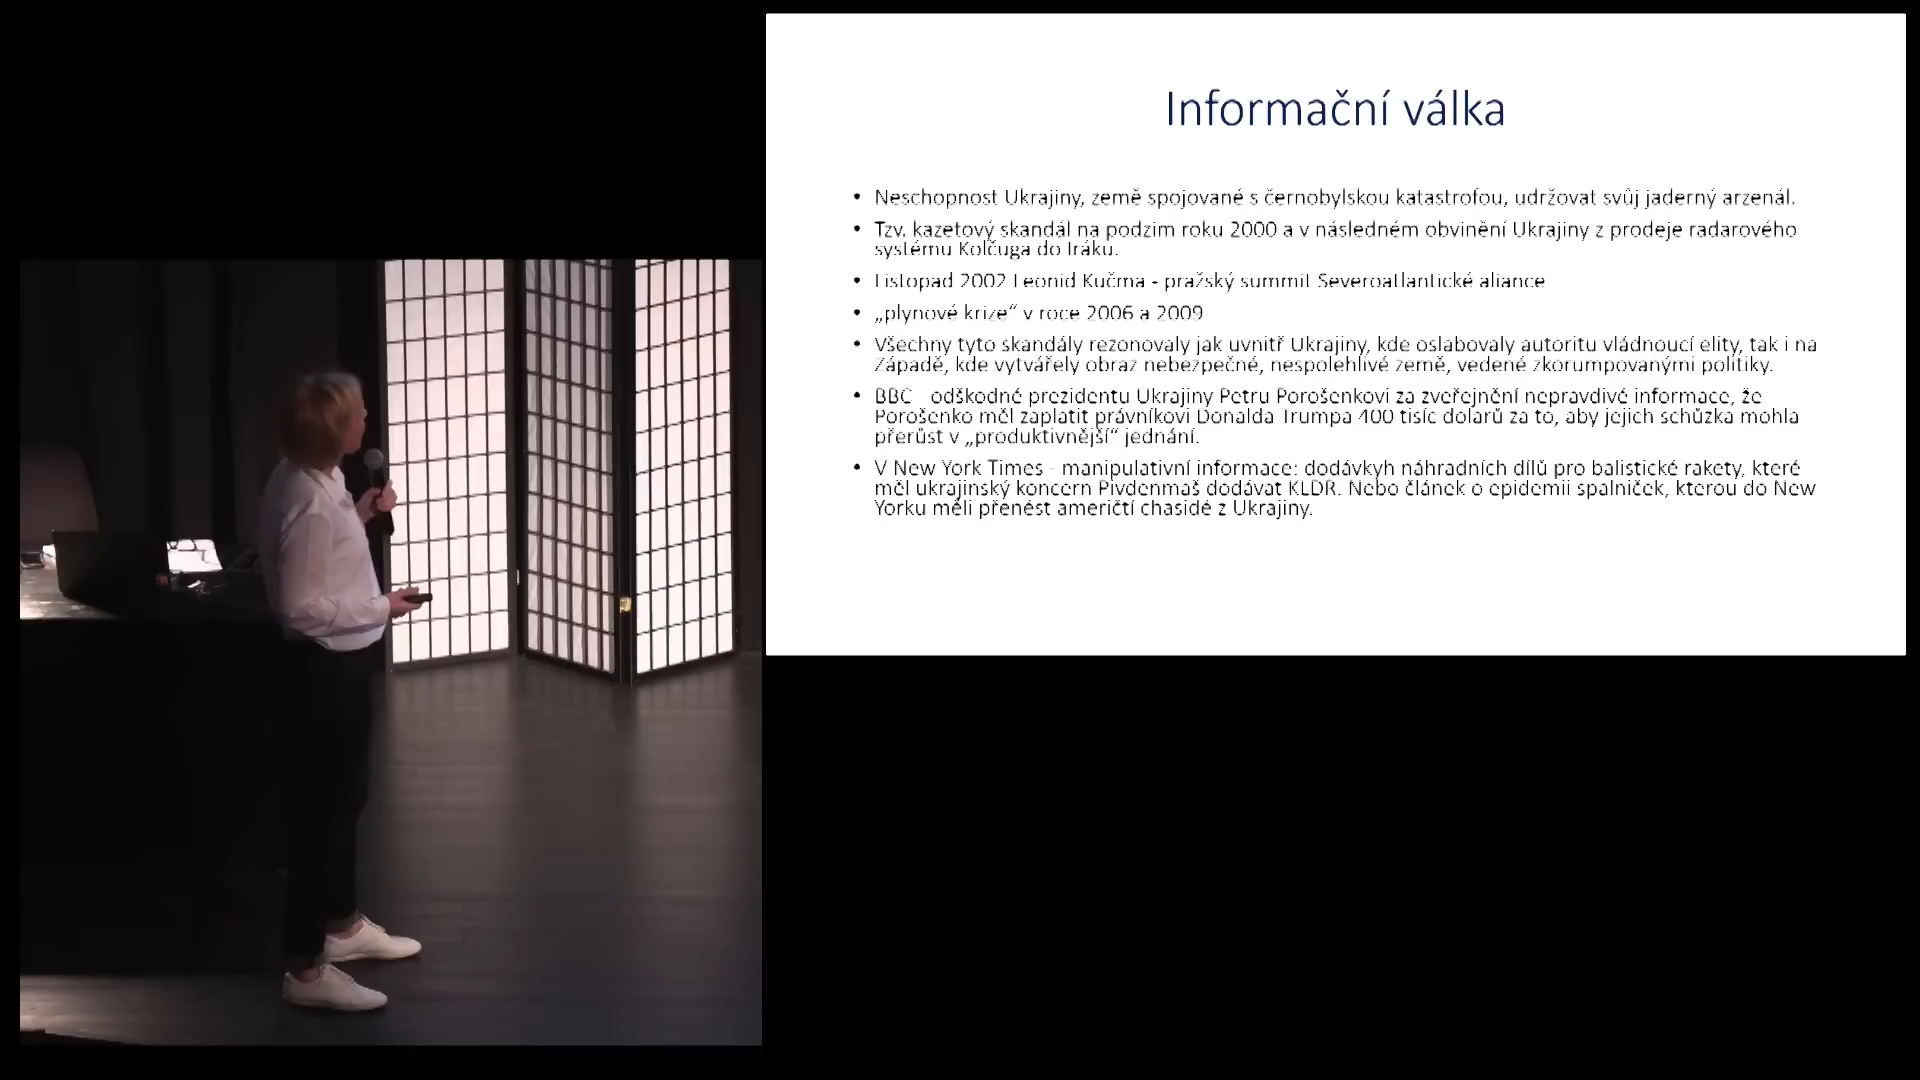 Informační válka
• Neschopnost Ukrajiny, země spojované s černobylskou katastrofou, udržovat svůj jaderný arzenál.
• Tzv. kazetový skandál na podzim roku 2000 a v následném obvinění Ukrajiny z prodeje radarového
systému Kolčuga do Iráku.
• Listopad 2002 Leonid Kučma - pražský summit Severoatlantické aliance
• „plynové krize“ v roce 2006 a 2009
• Všechny tyto skandály rezonovaly jak uvnitř Ukrajiny, kde oslabovaly autoritu vládnoucí elity, tak i na
Západě, kde vytvářely obraz nebezpečné, nespolehlivé země, vedené zkorumpovanými politiky.
• BBC - odškodné prezidentu Ukrajiny Petru Porošenkovi za zveřejnění nepravdivé informace, že
Porošenko měl zaplatit právníkovi Donalda Trumpa 400 tisíc dolarů za to, aby jejich schůzka mohla
přerůst v „produktivnější“ jednání.
• V New York Times - manipulativní informace: dodávkyh náhradních dílů pro balistické rakety, které
měl ukrajinský koncern Pivdenmaš dodávat KLDR. Nebo článek o epidemii spalniček, kterou do New
Yorku měli přenést američtí chasidé z Ukrajiny.